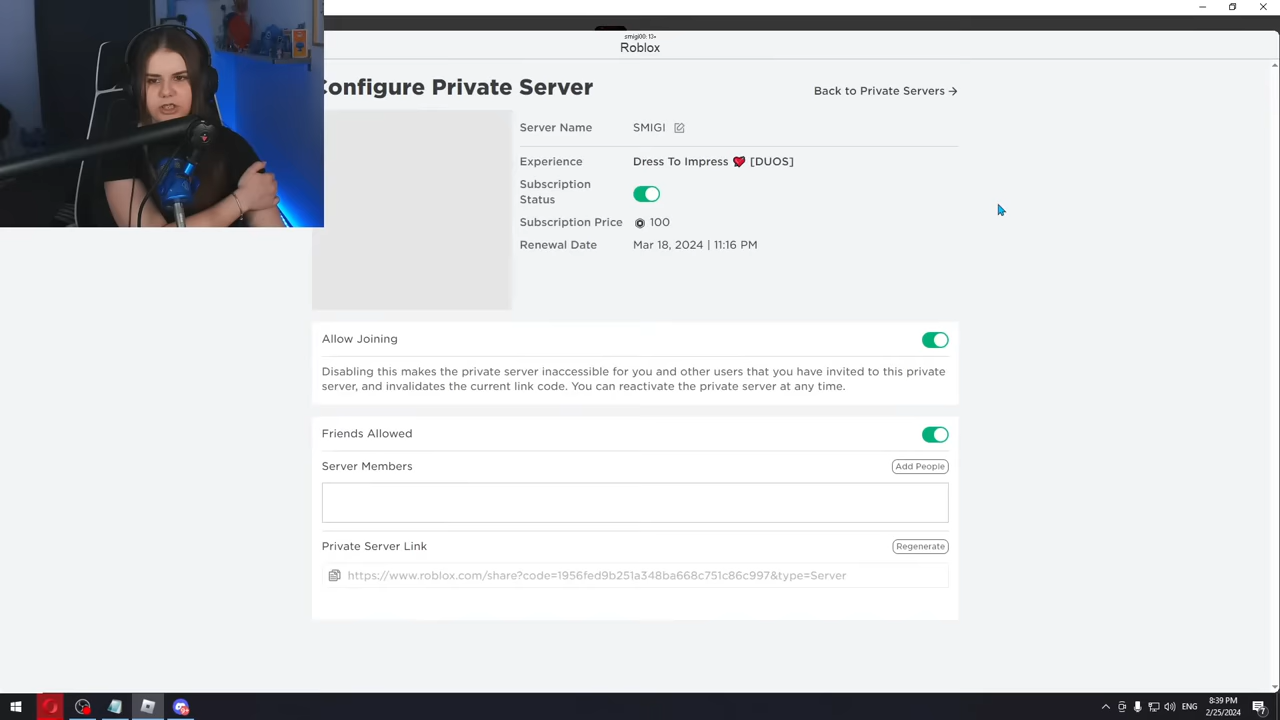 smigi00: 13+
Roblox
Configure Private Server
Back to Private Servers →
Server Name
SMIGI
Experience
Dress To Impress ❤️ [DUOS]
Subscription
Status
Subscription Price
100
Renewal Date
Mar 18, 2024 | 11:16 PM
Allow Joining
Disabling this makes the private server inaccessible for you and other users that you have invited to this private
server, and invalidates the current link code. You can reactivate the private server at any time.
Friends Allowed
Server Members
Add People
Private Server Link
Regenerate
https://www.roblox.com/share?code=1956fed9b251a348ba668c751c86c997&type=Server
ENG
8:39 PM
2/25/2024
7